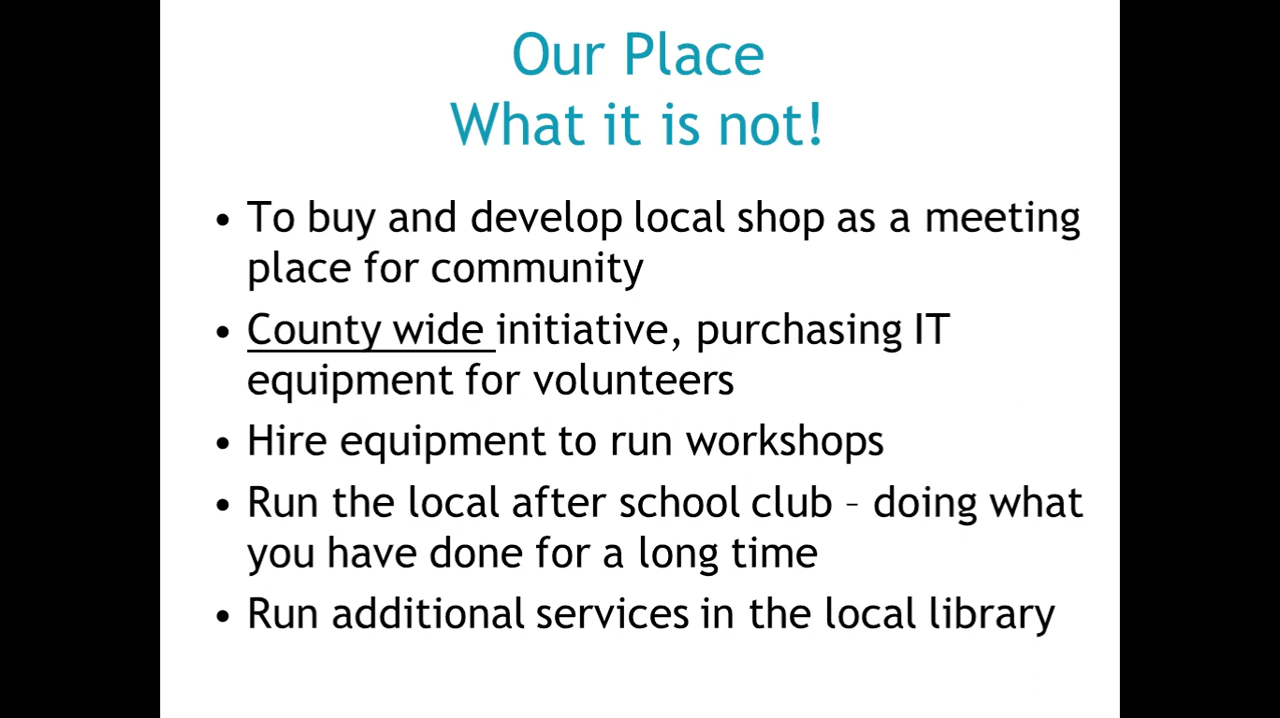 Our Place
What it is not!
• To buy and develop local shop as a meeting
place for community
• County wide initiative, purchasing IT
equipment for volunteers
• Hire equipment to run workshops
• Run the local after school club – doing what
you have done for a long time
• Run additional services in the local library